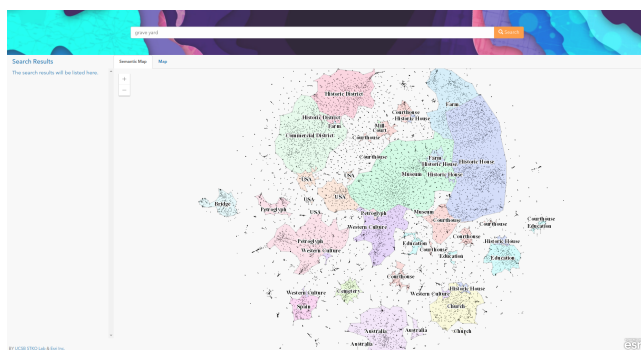 grave yard
Search
Search Results
The search results will be listed here.
Semantic Map
Map
+
−
Historic District
Farm
Courthouse
Historic House
Historic District
Farm
Mill
Court
Commercial District
Courthouse
Courthouse
Farm
Historic House
Historic House
USA
USA
Museum
Historic House
USA
Bridge
Petroglyph
USA
Petroglyph
Museum
Courthouse
Courthouse
Courthouse
Education
Western Culture
Petroglyph
Education
Courthouse
Courthouse
Historic House
Western Culture
Education
Education
Courthouse
Western Culture
Cemetery
Western Culture
Historic House
Spain
Church
Australia
Australia
Church
Australia
esri